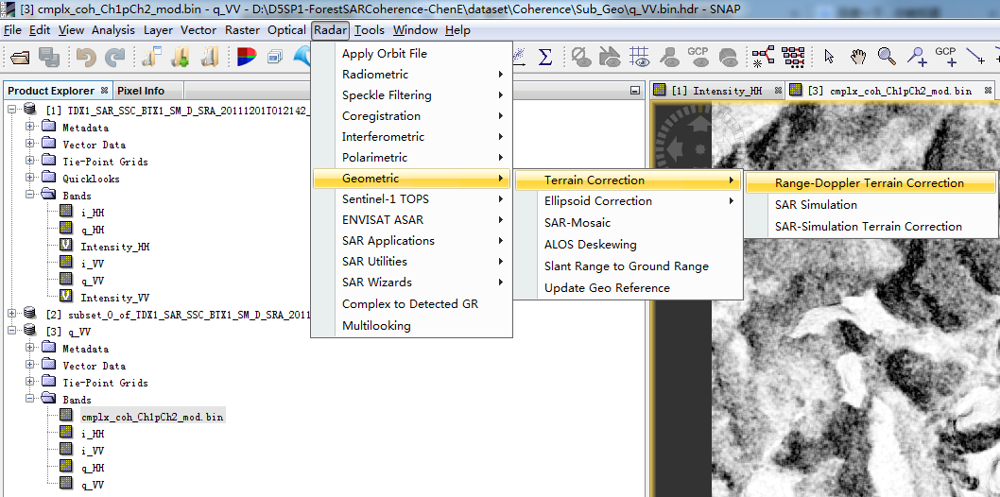 [3] cmplx_coh_Ch1pCh2_mod.bin - q_VV - D:\D5SP1-ForestSARCoherence-ChenE\dataset\Coherence\Sub_Geo\q_VV.bin.hdr - SNAP
File Edit View Analysis Layer Vector Raster Optical Radar Tools Window Help
GCP GCP
Product Explorer Pixel Info
[1] Intensity_HH [3] cmplx_coh_Ch1pCh2_mod.bin
[1] TDX1_SAR_SSC_BTX1_SM_D_SRA_20111201T012142_
Metadata
Vector Data
Tie-Point Grids
Quicklooks
Bands
i_HH
q_HH
Intensity_HH
i_VV
q_VV
Intensity_VV
[2] subset_0_of_TDX1_SAR_SSC_BTX1_SM_D_SRA_2011
[3] q_VV
Metadata
Vector Data
Tie-Point Grids
Bands
cmplx_coh_Ch1pCh2_mod.bin
i_HH
i_VV
q_HH
q_VV
Apply Orbit File
Radiometric
Speckle Filtering
Coregistration
Interferometric
Polarimetric
Geometric
Sentinel-1 TOPS
ENVISAT ASAR
SAR Applications
SAR Utilities
SAR Wizards
Complex to Detected GR
Multilooking
Terrain Correction
Ellipsoid Correction
SAR-Mosaic
ALOS Deskewing
Slant Range to Ground Range
Update Geo Reference
Range-Doppler Terrain Correction
SAR Simulation
SAR-Simulation Terrain Correction